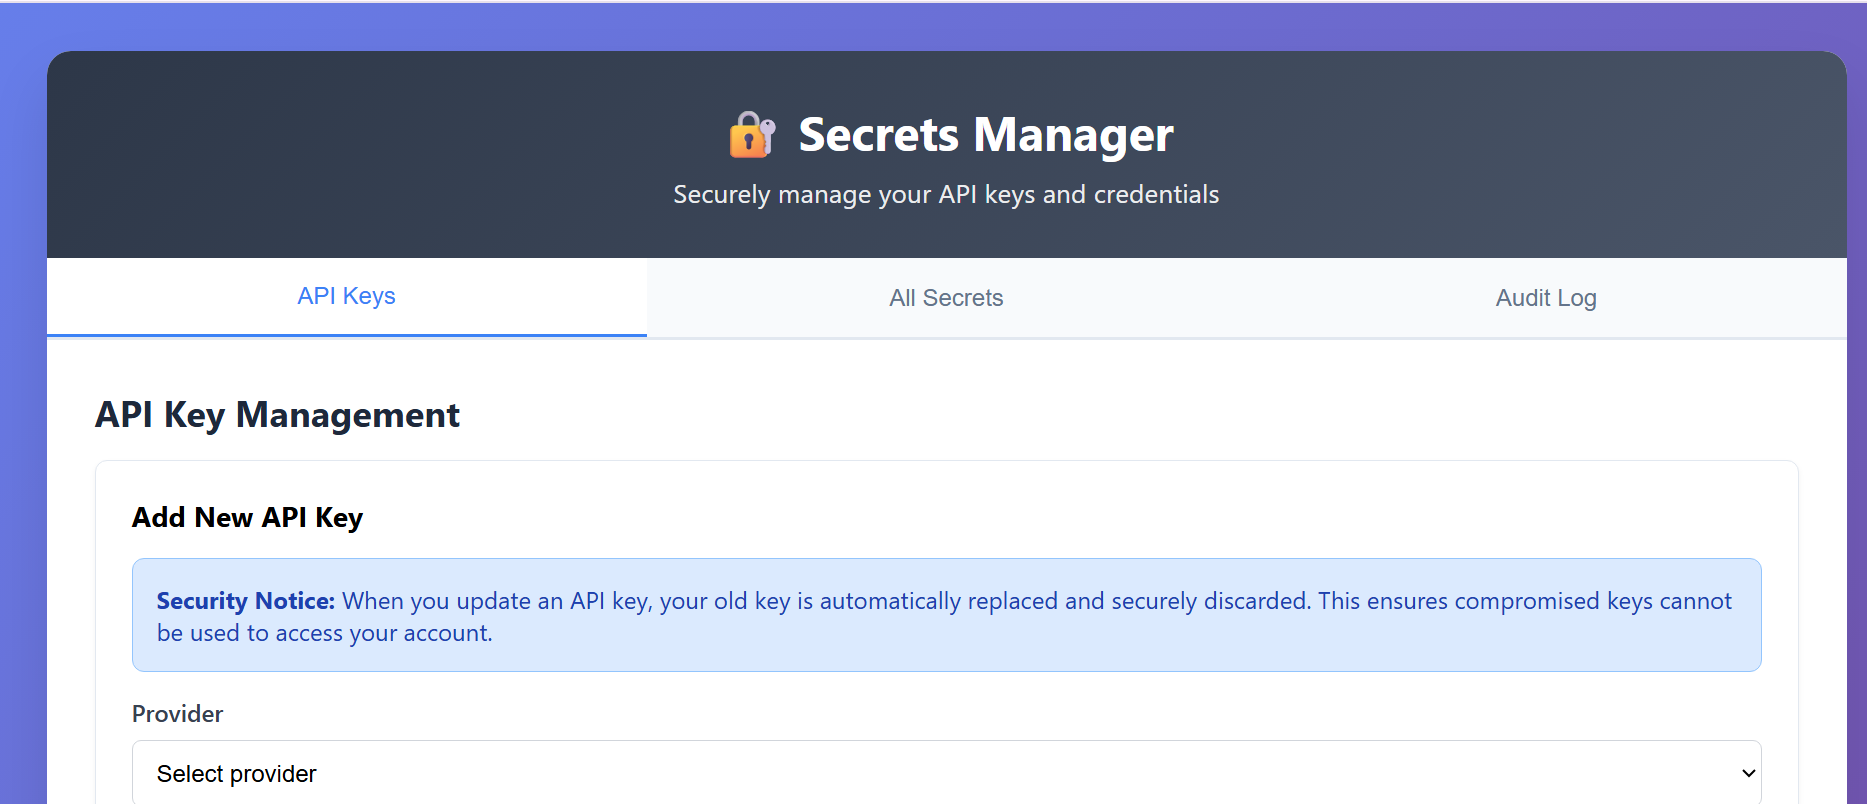 Secrets Manager
Securely manage your API keys and credentials
API Keys
All Secrets
Audit Log
API Key Management
Add New API Key
Security Notice: When you update an API key, your old key is automatically replaced and securely discarded. This ensures compromised keys cannot
be used to access your account.
Provider
Select provider